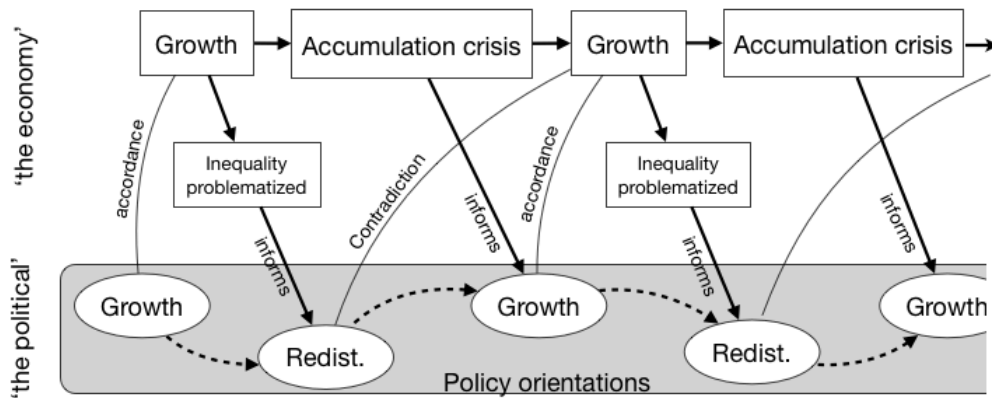 'the economy'
Growth
Accumulation crisis
Growth
Accumulation crisis
accordance
Inequality
problematized
Contradiction
accordance
Inequality
problematized
informs
informs
informs
informs
'the political'
Growth
Redist.
Growth
Redist.
Growth
Policy orientations